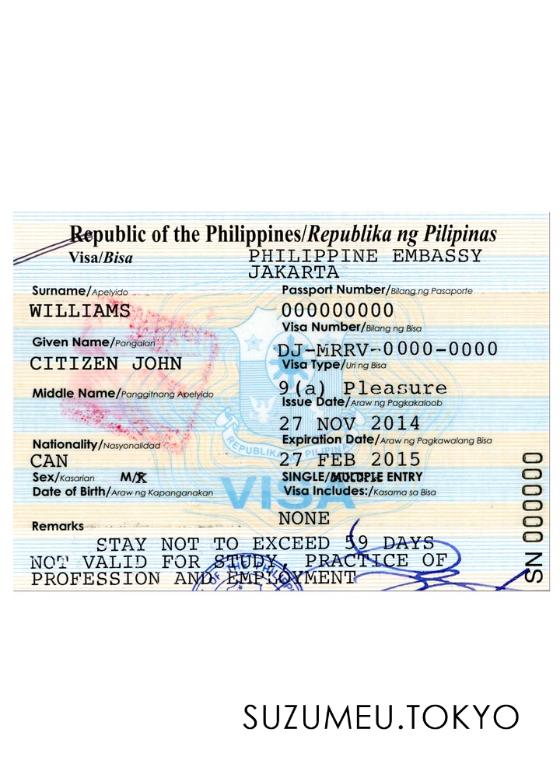 Republic of the Philippines/Republika ng Pilipinas
Visa/Bisa PHILIPPINE EMBASSY
JAKARTA
Surname/Apelyido Passport Number/Bilang ng Pasaporte
WILLIAMS 000000000
Visa Number/Bilang ng Bisa
Given Name/Pangalan DJ-MRRV-0000-0000
CITIZEN JOHN Visa Type/Uri ng Bisa
Middle Name/Panggitnang Apelyido 9(a) Pleasure
Issue Date/Araw ng Pagkakaloob
27 NOV 2014
Nationality/Nasyonalidad Expiration Date/Araw ng Pagkawalang Bisa
CAN 27 FEB 2015
Sex/Kasarian M/F SINGLE/MULTIPLE ENTRY
Date of Birth/Araw ng Kapanganakan Visa Includes:/Kasama sa Bisa
NONE
Remarks
STAY NOT TO EXCEED 59 DAYS
NOT VALID FOR STUDY, PRACTICE OF
PROFESSION AND EMPLOYMENT
SN 0000000
REPUBLIKA NG PILIPINAS
VISA
SUZUMEU.TOKYO